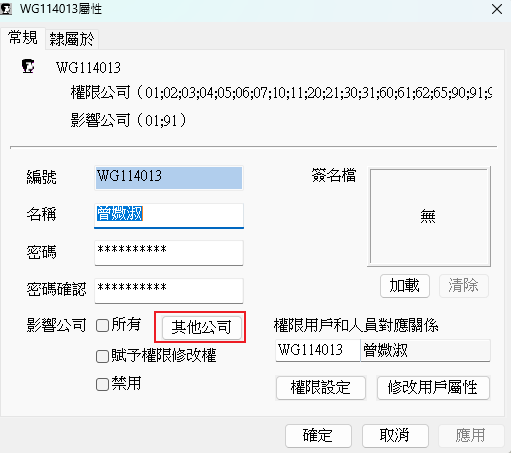 WG114013屬性
常規 隸屬於
WG114013
權限公司（01;02;03;04;05;06;07;10;11;20;21;30;31;60;61;62;65;90;91;9
影響公司（01;91）
編號 WG114013 簽名檔
名稱 曾媺淑 無
密碼 **********
密碼確認 ********** 加載 清除
影響公司 所有 其他公司 權限用戶和人員對應關係
賦予權限修改權 WG114013 曾媺淑
禁用 權限設定 修改用戶屬性
確定 取消 應用